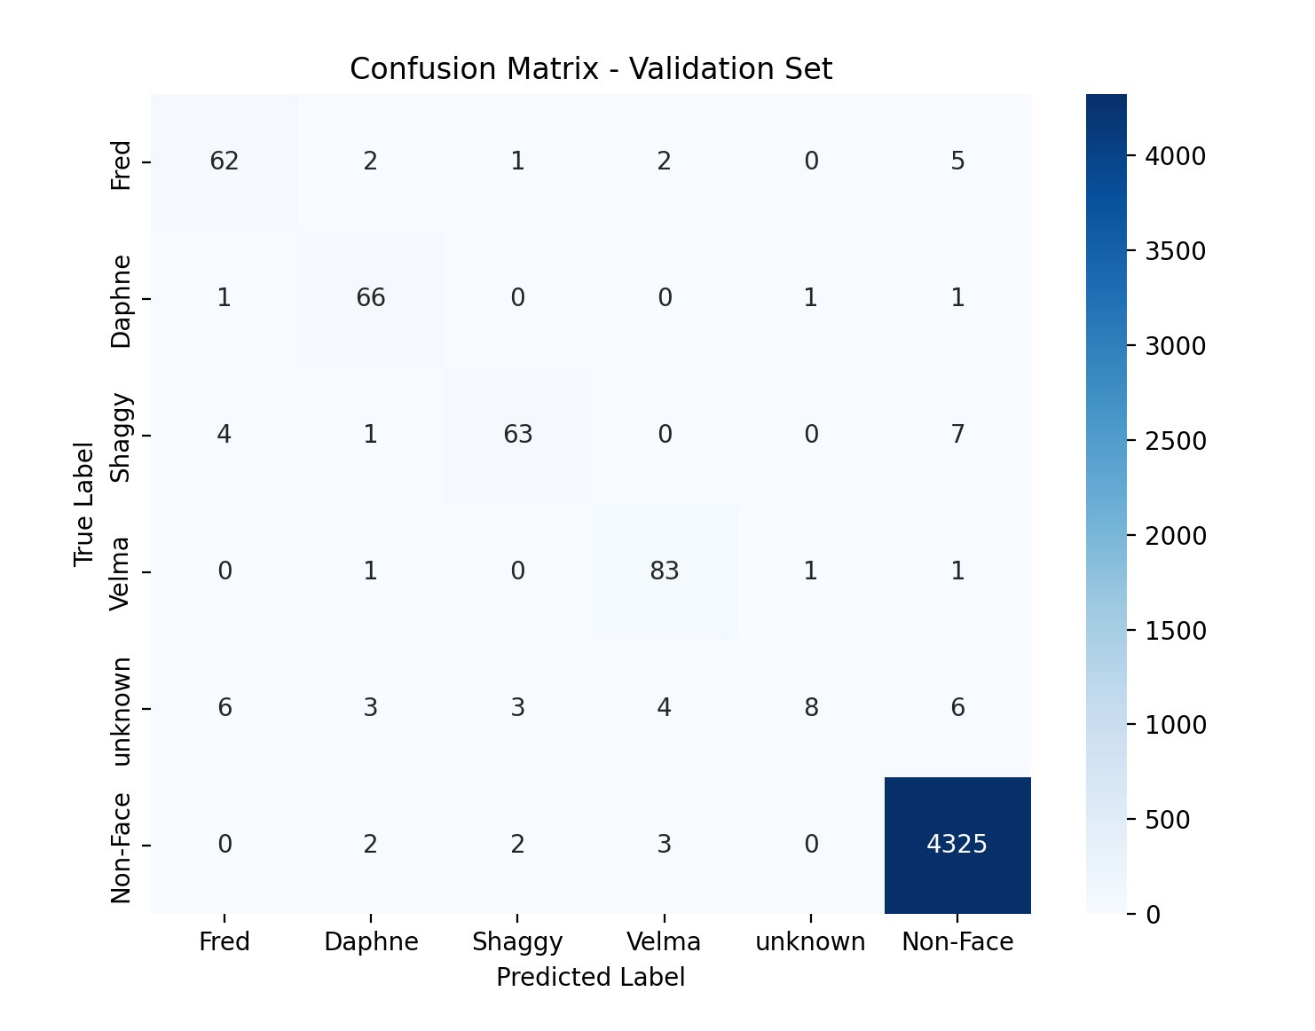 Confusion Matrix - Validation Set
True Label
Fred 62 2 1 2 0 5
Daphne 1 66 0 0 1 1
Shaggy 4 1 63 0 0 7
Velma 0 1 0 83 1 1
unknown 6 3 3 4 8 6
Non-Face 0 2 2 3 0 4325
Fred Daphne Shaggy Velma unknown Non-Face
Predicted Label
4000
3500
3000
2500
2000
1500
1000
500
0